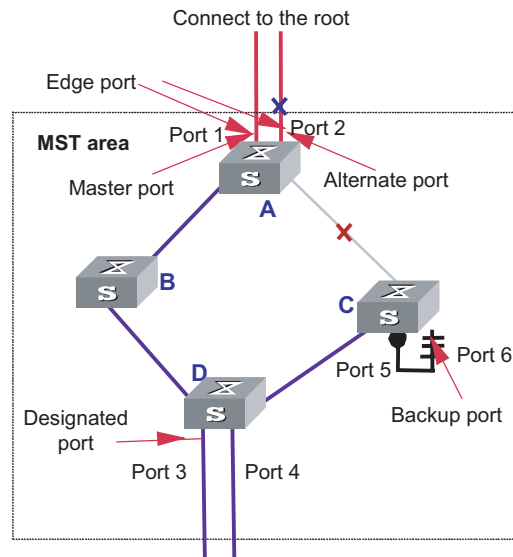 Connect to the root
Edge port
Port 1
Port 2
MST area
Master port
Alternate port
S
A
B
S
C
S
Port 5
Port 6
D
S
Designated
port
Backup port
Port 3
Port 4